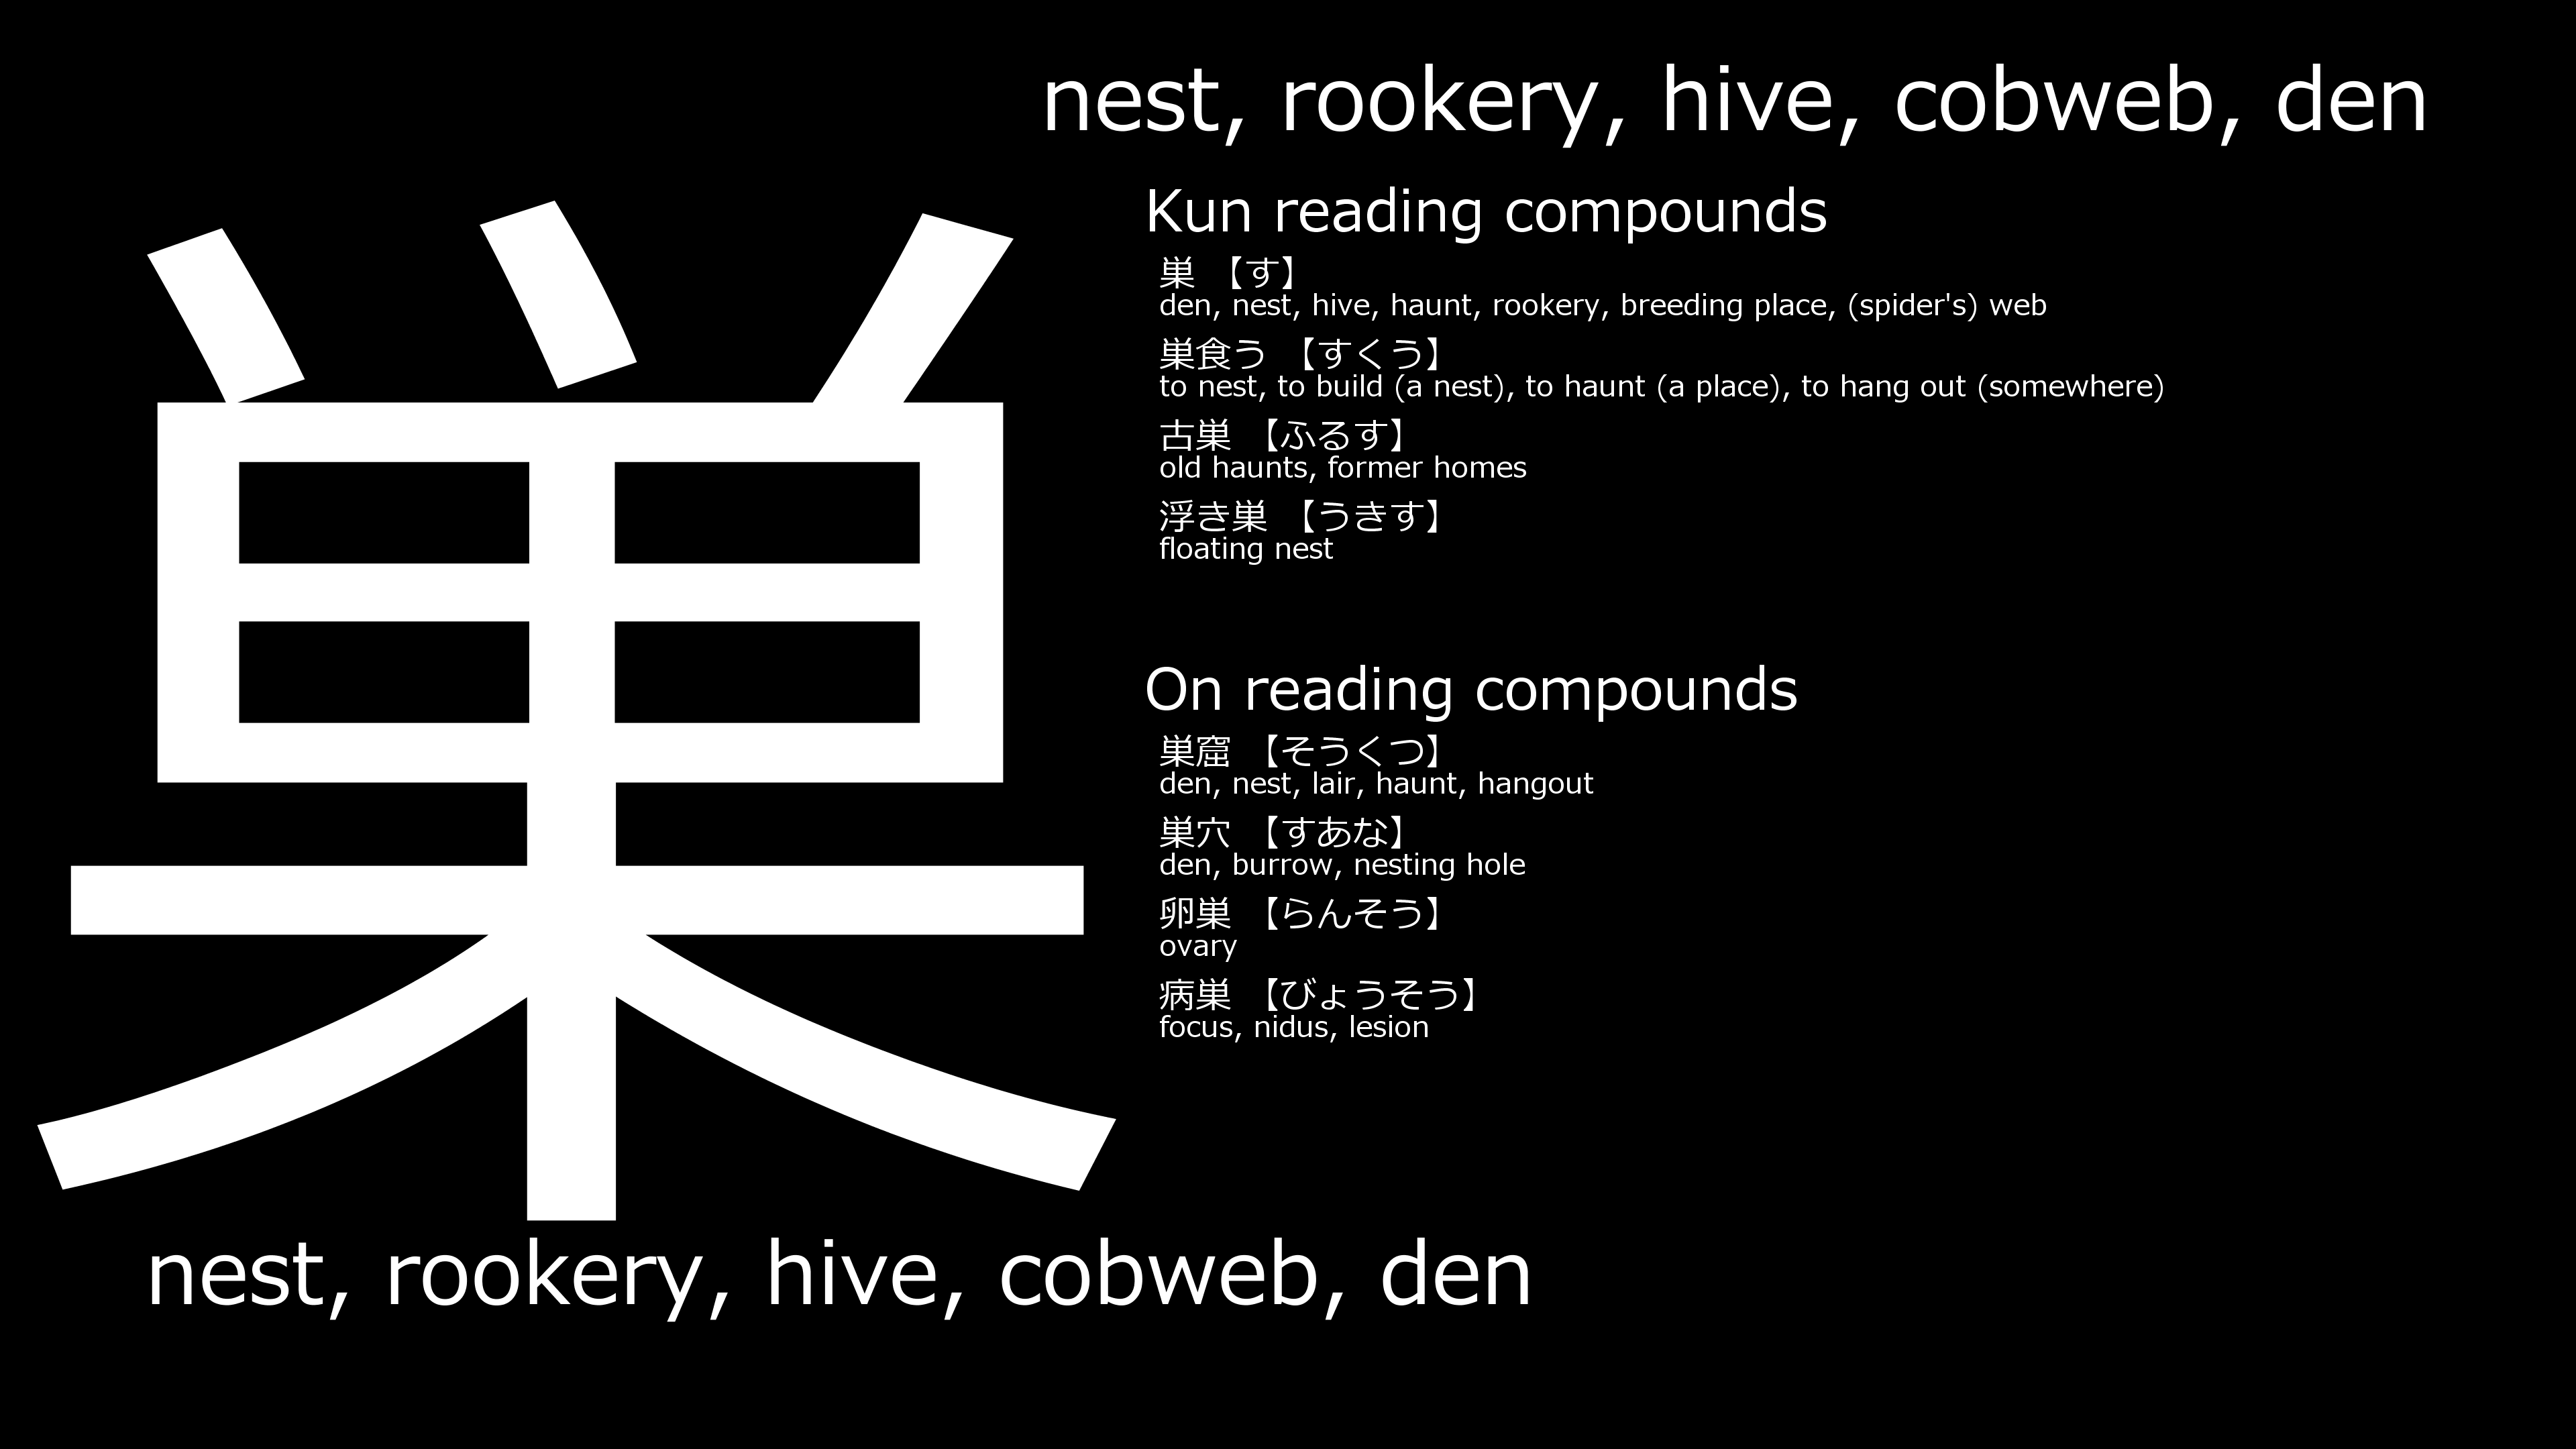 nest, rookery, hive, cobweb, den
巣
Kun reading compounds
巣 【す】
den, nest, hive, haunt, rookery, breeding place, (spider's) web
巣食う 【すくう】
to nest, to build (a nest), to haunt (a place), to hang out (somewhere)
古巣 【ふるす】
old haunts, former homes
浮き巣 【うきす】
floating nest
On reading compounds
巣窟 【そうくつ】
den, nest, lair, haunt, hangout
巣穴 【すあな】
den, burrow, nesting hole
卵巣 【らんそう】
ovary
病巣 【びょうそう】
focus, nidus, lesion
nest, rookery, hive, cobweb, den